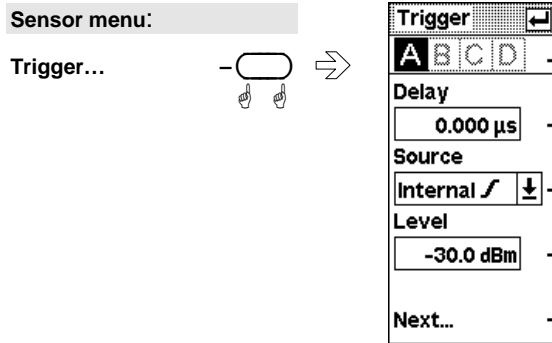 Sensor menu:
Trigger…
Trigger
A B C D
Delay
0.000 µs
Source
Internal
Level
-30.0 dBm
Next...